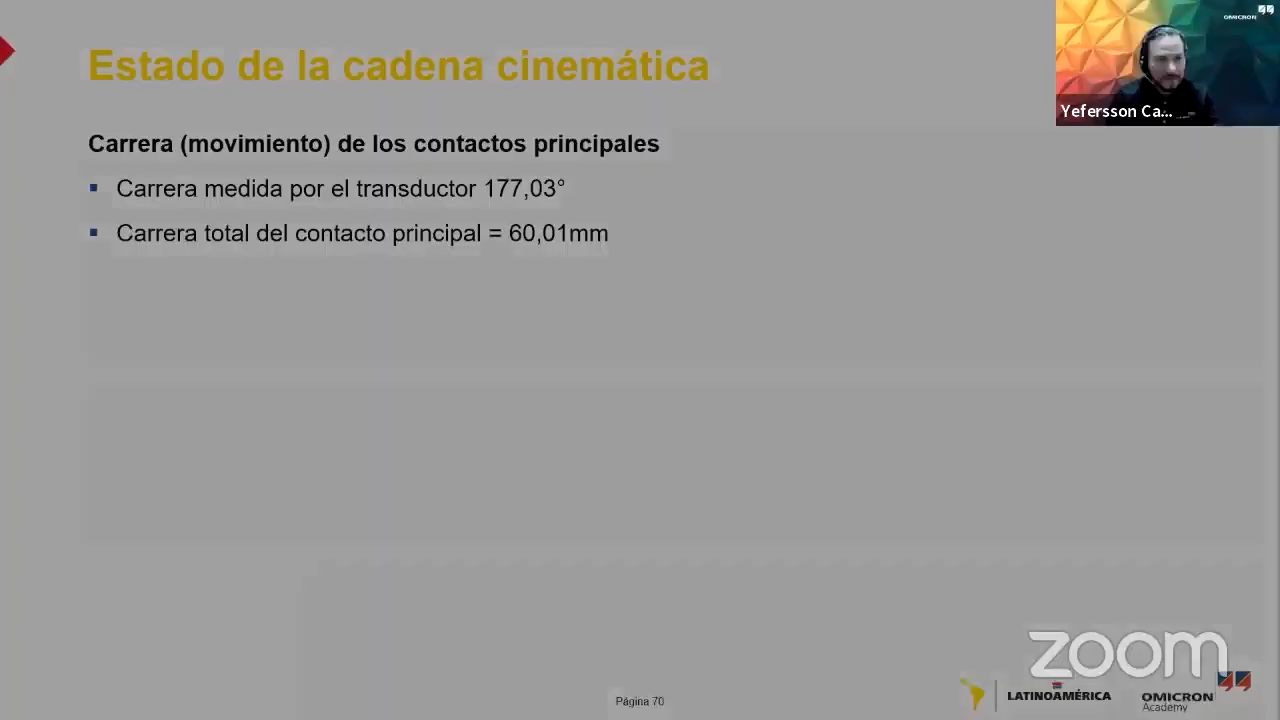 Estado de la cadena cinemática
Carrera (movimiento) de los contactos principales
Carrera medida por el transductor 177,03°
Carrera total del contacto principal = 60,01mm
OMICRON
Yefersson Ca...
zoom
Página 70
LATINOAMÉRICA
OMICRON
Academy